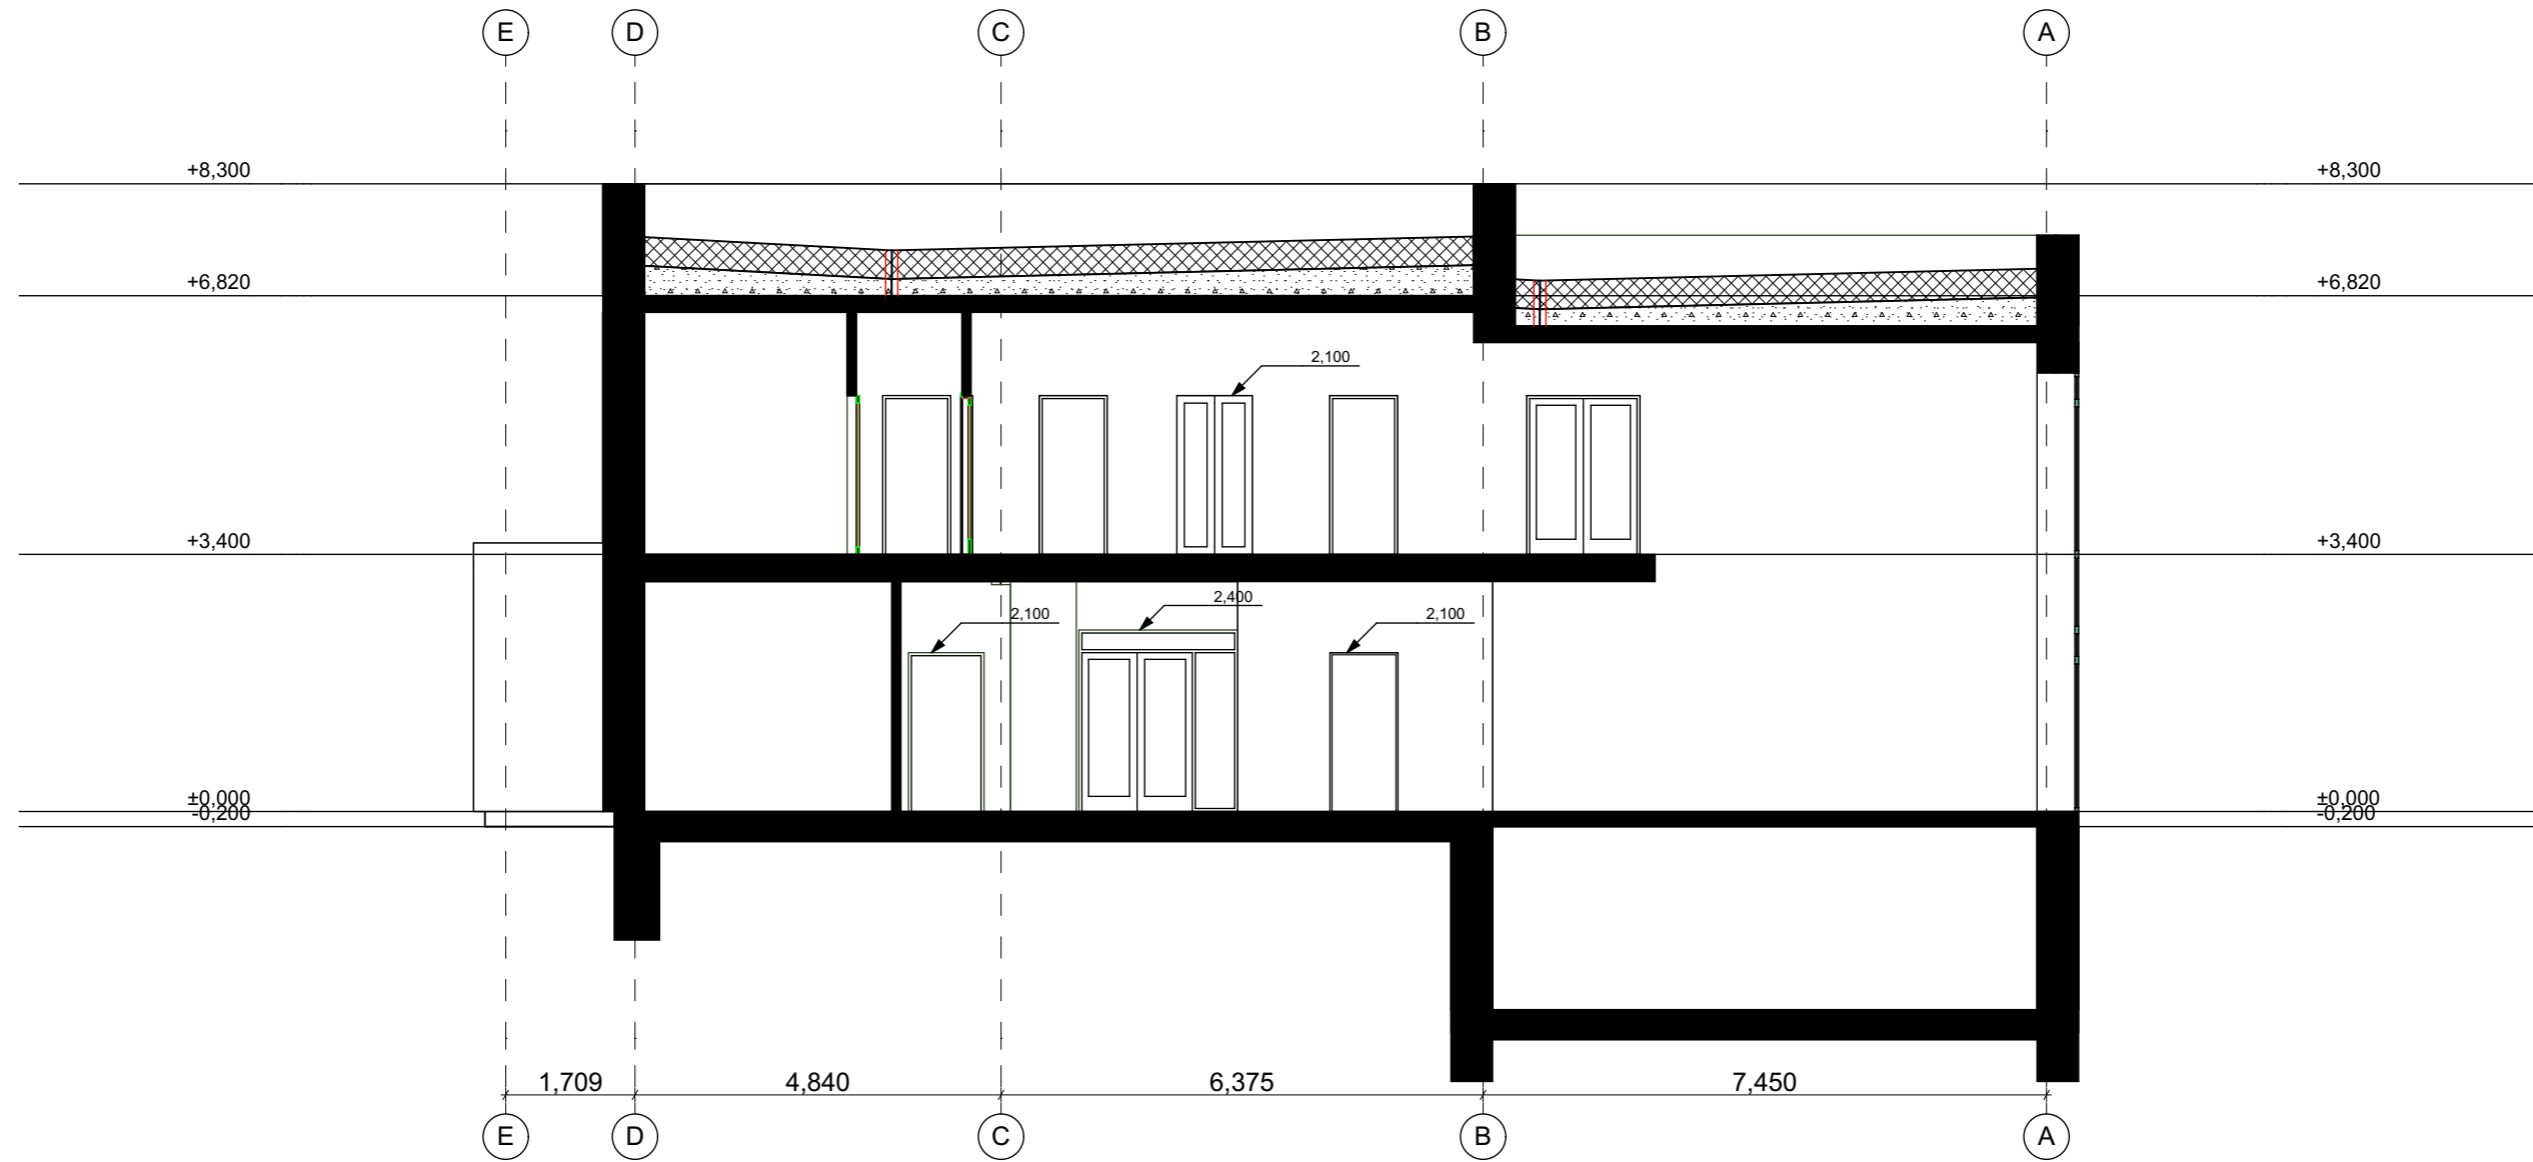 E D C B A
+8,300 +8,300
+6,820 +6,820
2,100
+3,400 +3,400
2,100 2,400 2,100
±0,000 ±0,000
-0,200 -0,200
1,709 4,840 6,375 7,450
E D C B A